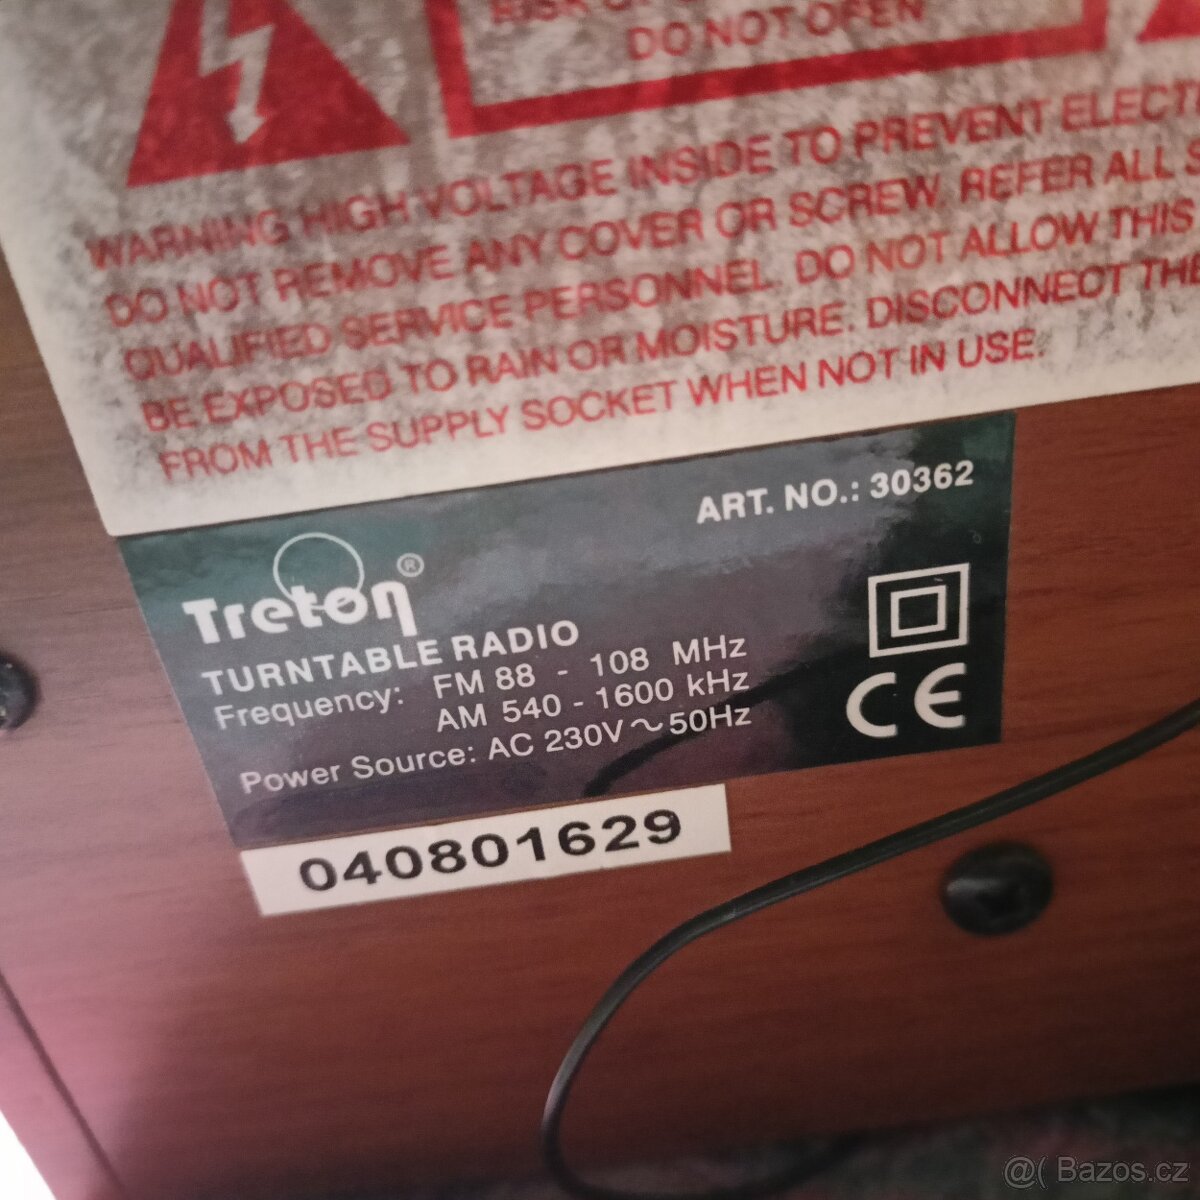 RISK OF
DO NOT OPEN
WARNING HIGH VOLTAGE INSIDE TO PREVENT
DO NOT REMOVE ANY COVER OR SCREW. REFER ALL
QUALIFIED SERVICE PERSONNEL. DO NOT ALLOW THIS
BE EXPOSED TO RAIN OR MOISTURE. DISCONNECT THE
FROM THE SUPPLY SOCKET WHEN NOT IN USE.
ART. NO.: 30362
Treton®
TURNTABLE RADIO
Frequency: FM 88 - 108 MHz
AM 540 - 1600 kHz
Power Source: AC 230V~50Hz
CE
040801629
@( Bazos.cz